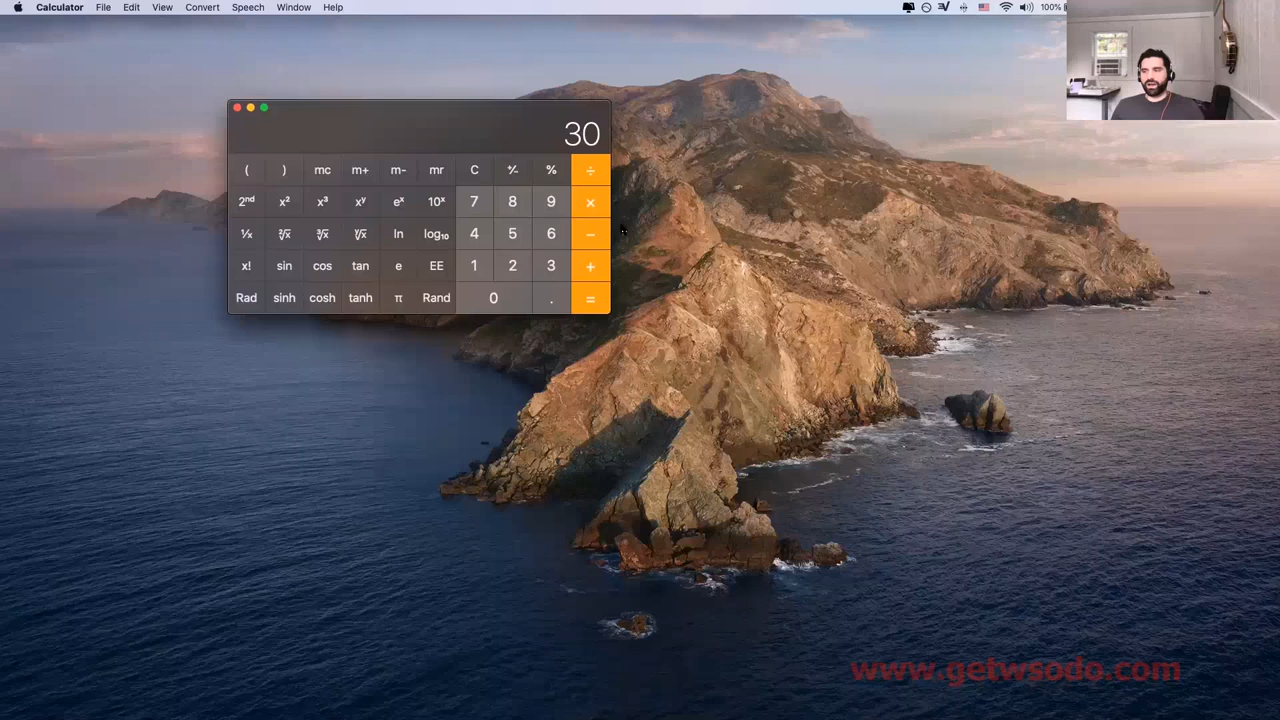 Calculator File Edit View Convert Speech Window Help 100%
30
( ) mc m+ m- mr C ⁺∕₋ % ÷
2ⁿᵈ x² x³ xʸ eˣ 10ˣ 7 8 9 ×
¹∕ₓ ²√x ³√x ʸ√x ln log₁₀ 4 5 6 −
x! sin cos tan e EE 1 2 3 +
Rad sinh cosh tanh π Rand 0 . =
www.getwsodo.com